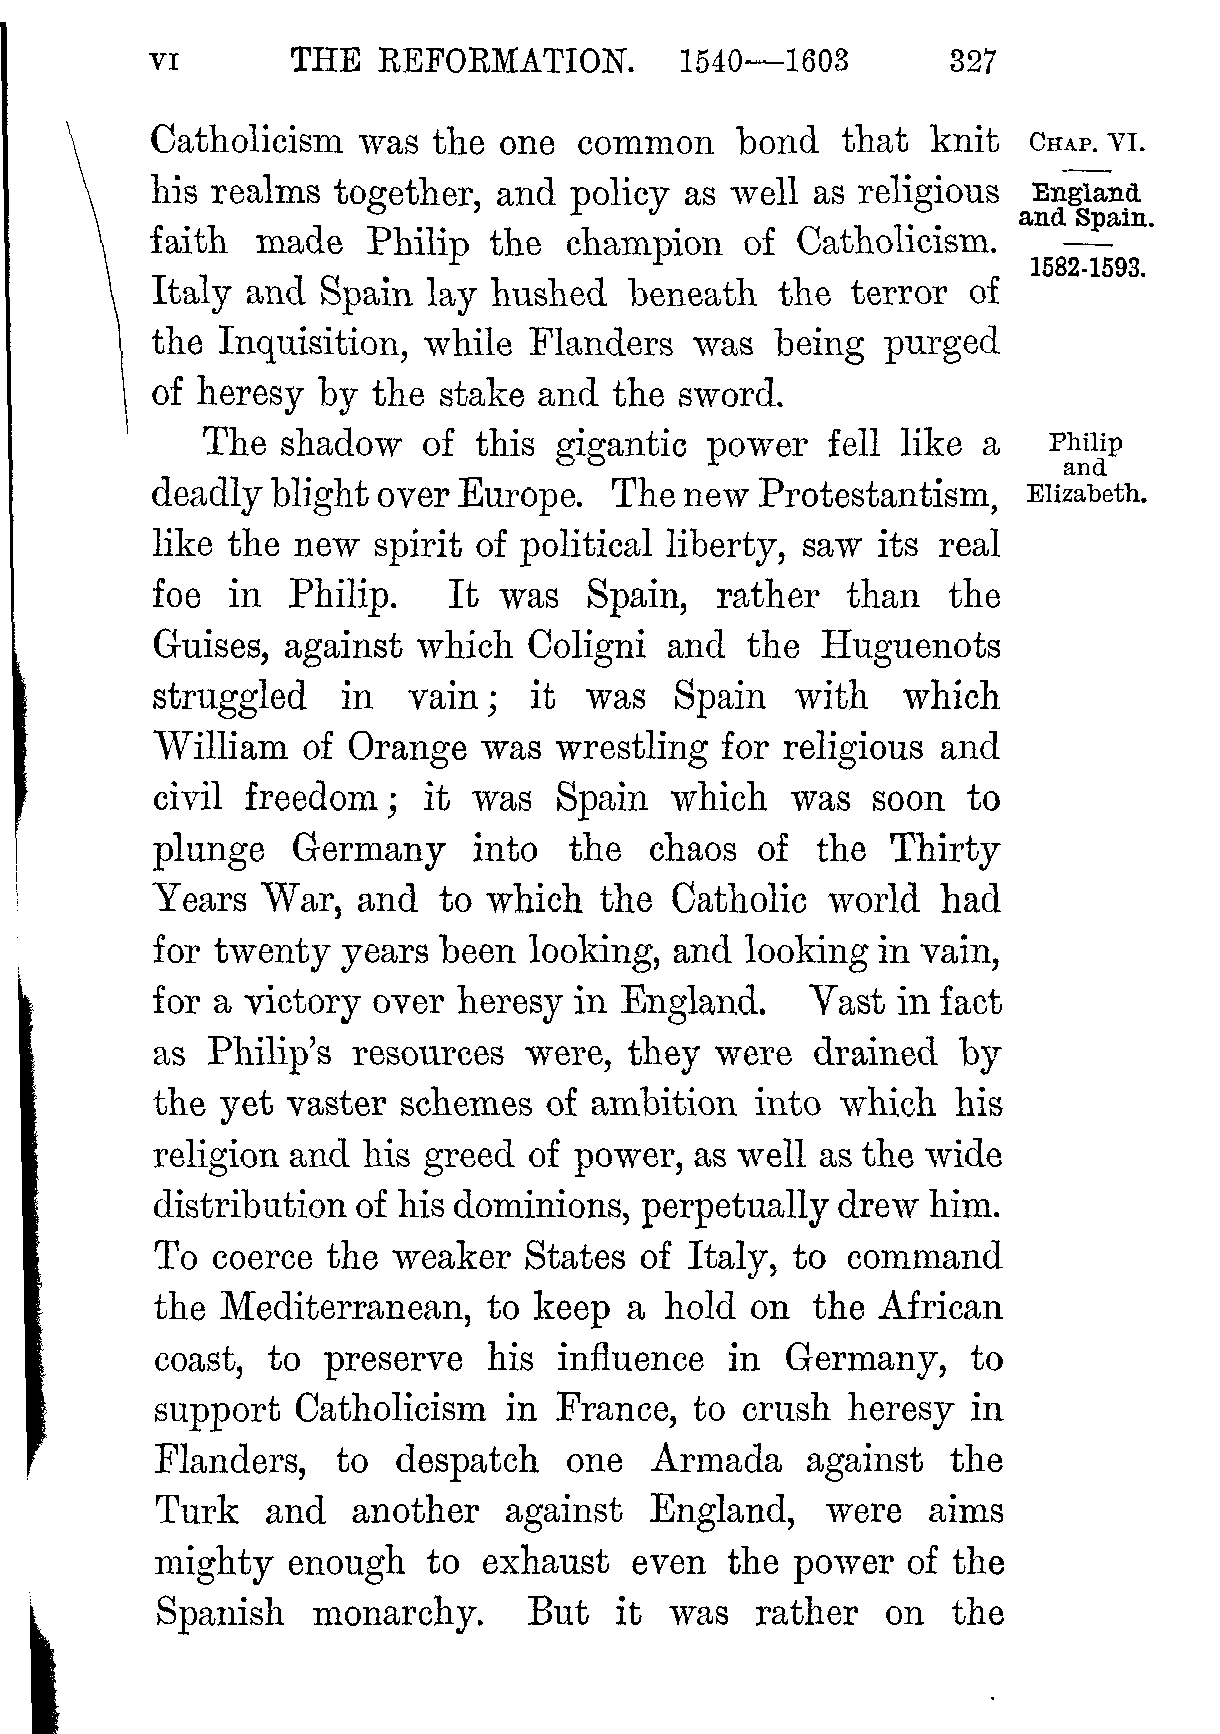 VI THE REFORMATION. 1540—1603 327
Catholicism was the one common bond that knit
his realms together, and policy as well as religious
faith made Philip the champion of Catholicism.
Italy and Spain lay hushed beneath the terror of
the Inquisition, while Flanders was being purged
of heresy by the stake and the sword.
CHAP. VI.
England
and Spain.
1582-1593.
The shadow of this gigantic power fell like a
deadly blight over Europe. The new Protestantism,
like the new spirit of political liberty, saw its real
foe in Philip. It was Spain, rather than the
Guises, against which Coligni and the Huguenots
struggled in vain; it was Spain with which
William of Orange was wrestling for religious and
civil freedom; it was Spain which was soon to
plunge Germany into the chaos of the Thirty
Years War, and to which the Catholic world had
for twenty years been looking, and looking in vain,
for a victory over heresy in England. Vast in fact
as Philip's resources were, they were drained by
the yet vaster schemes of ambition into which his
religion and his greed of power, as well as the wide
distribution of his dominions, perpetually drew him.
To coerce the weaker States of Italy, to command
the Mediterranean, to keep a hold on the African
coast, to preserve his influence in Germany, to
support Catholicism in France, to crush heresy in
Flanders, to despatch one Armada against the
Turk and another against England, were aims
mighty enough to exhaust even the power of the
Spanish monarchy. But it was rather on the
Philip
and
Elizabeth.